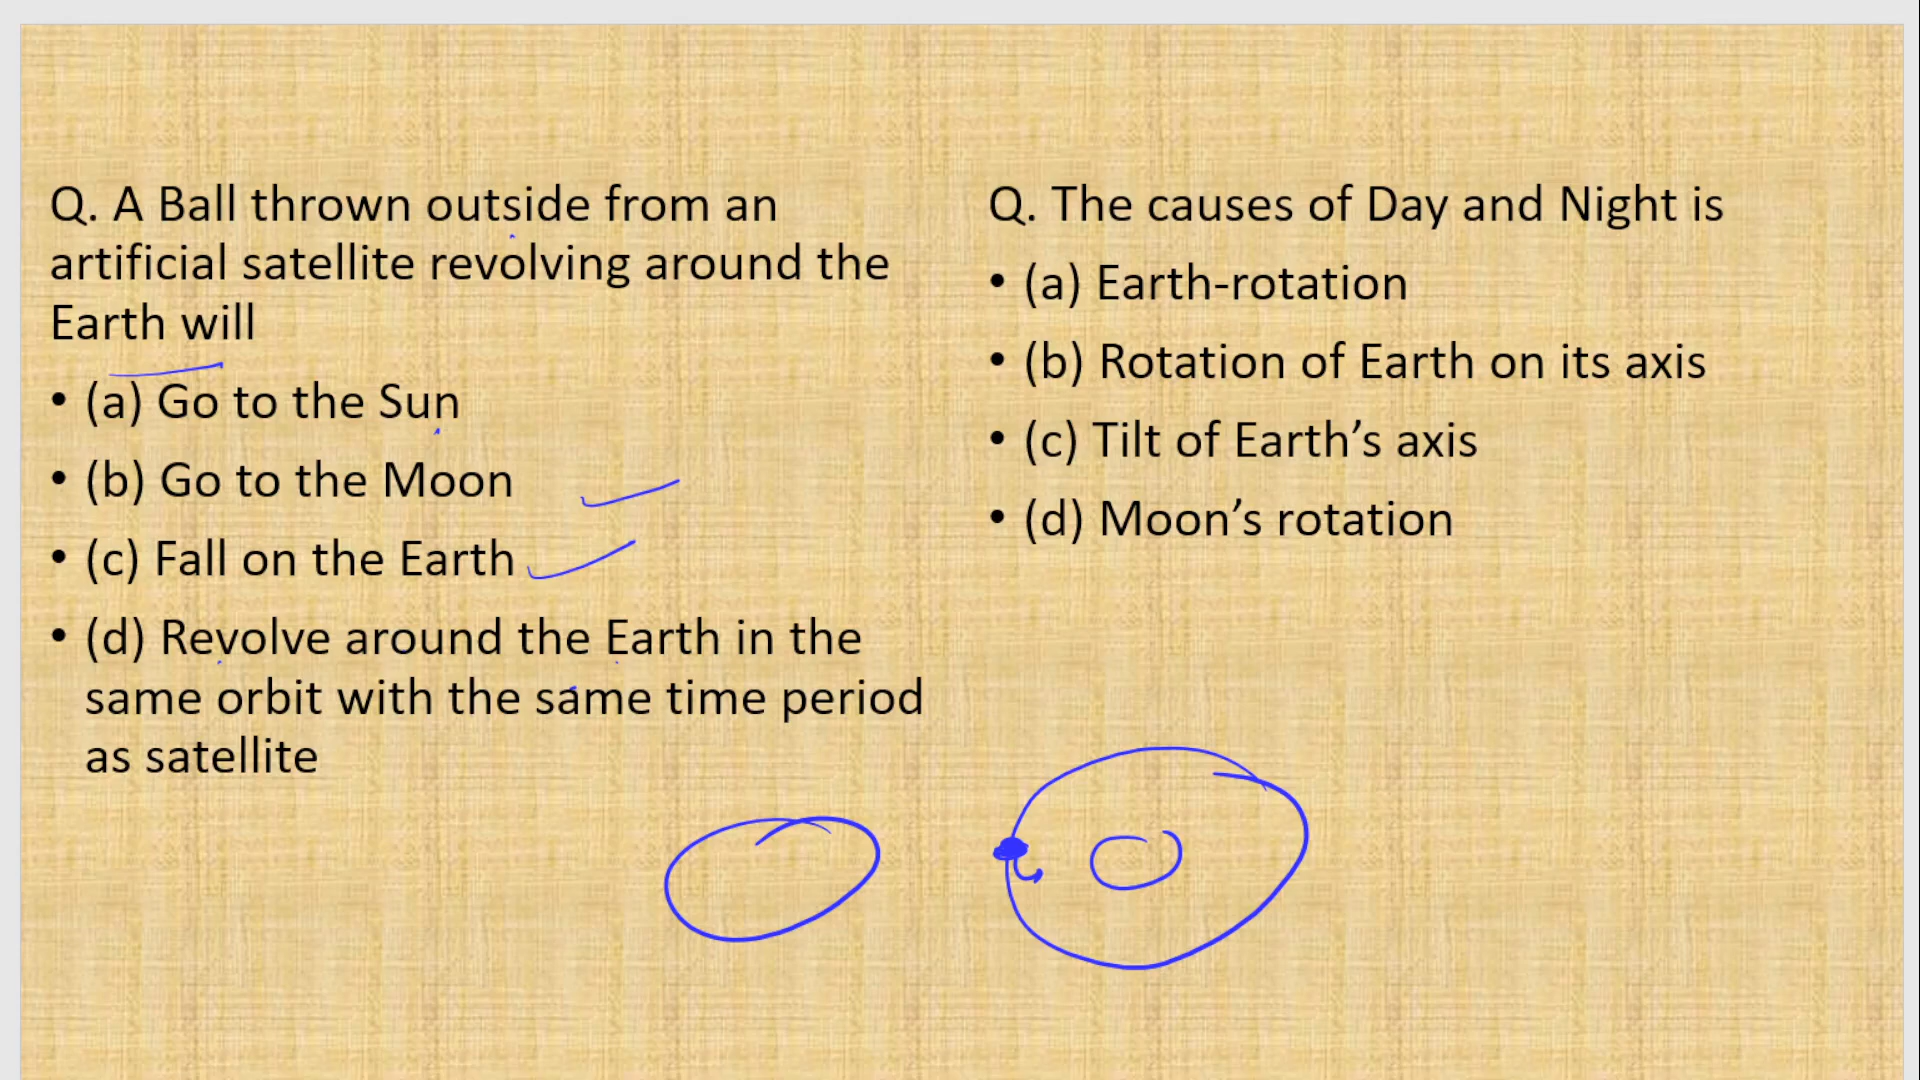 Q. A Ball thrown outside from an
artificial satellite revolving around the
Earth will
• (a) Go to the Sun
• (b) Go to the Moon
• (c) Fall on the Earth
• (d) Revolve around the Earth in the
same orbit with the same time period
as satellite
Q. The causes of Day and Night is
• (a) Earth-rotation
• (b) Rotation of Earth on its axis
• (c) Tilt of Earth’s axis
• (d) Moon’s rotation